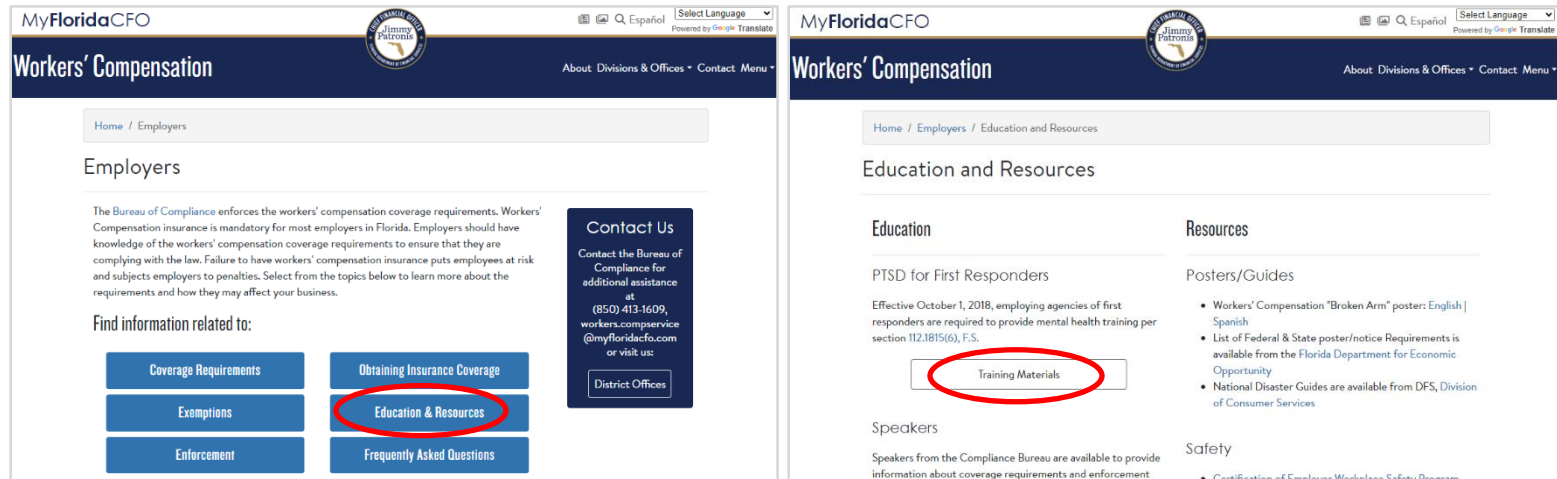 MyFloridaCFO
Jimmy
Patronis
Español
Select Language
Powered by Google Translate
Workers' Compensation
About Divisions & Offices Contact Menu
Home / Employers
Employers
The Bureau of Compliance enforces the workers' compensation coverage requirements. Workers'
Compensation insurance is mandatory for most employers in Florida. Employers should have
knowledge of the workers' compensation coverage requirements to ensure that they are
complying with the law. Failure to have workers' compensation insurance puts employees at risk
and subjects employers to penalties. Select from the topics below to learn more about the
requirements and how they may affect your business.
Find information related to:
Coverage Requirements
Obtaining Insurance Coverage
Exemptions
Education & Resources
Enforcement
Frequently Asked Questions
Contact Us
Contact the Bureau of
Compliance for
additional assistance
at
(850) 413-1609,
workers.compservice
@myfloridacfo.com
or visit us:
District Offices
MyFloridaCFO
Jimmy
Patronis
Español
Select Language
Powered by Google Translate
Workers' Compensation
About Divisions & Offices Contact Menu
Home / Employers / Education and Resources
Education and Resources
Education
PTSD for First Responders
Effective October 1, 2018, employing agencies of first
responders are required to provide mental health training per
section 112.1815(6), F.S.
Training Materials
Speakers
Speakers from the Compliance Bureau are available to provide
information about coverage requirements and enforcement
Resources
Posters/Guides
• Workers' Compensation "Broken Arm" poster: English |
Spanish
• List of Federal & State poster/notice Requirements is
available from the Florida Department for Economic
Opportunity
• National Disaster Guides are available from DFS, Division
of Consumer Services
Safety
• Certification of Employer Workplace Safety Program